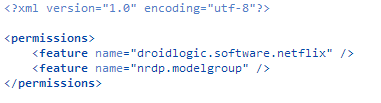 <?xml version="1.0" encoding="utf-8"?>
<permissions>
<feature name="droidlogic.software.netflix" />
<feature name="nrdp.modelgroup" />
</permissions>